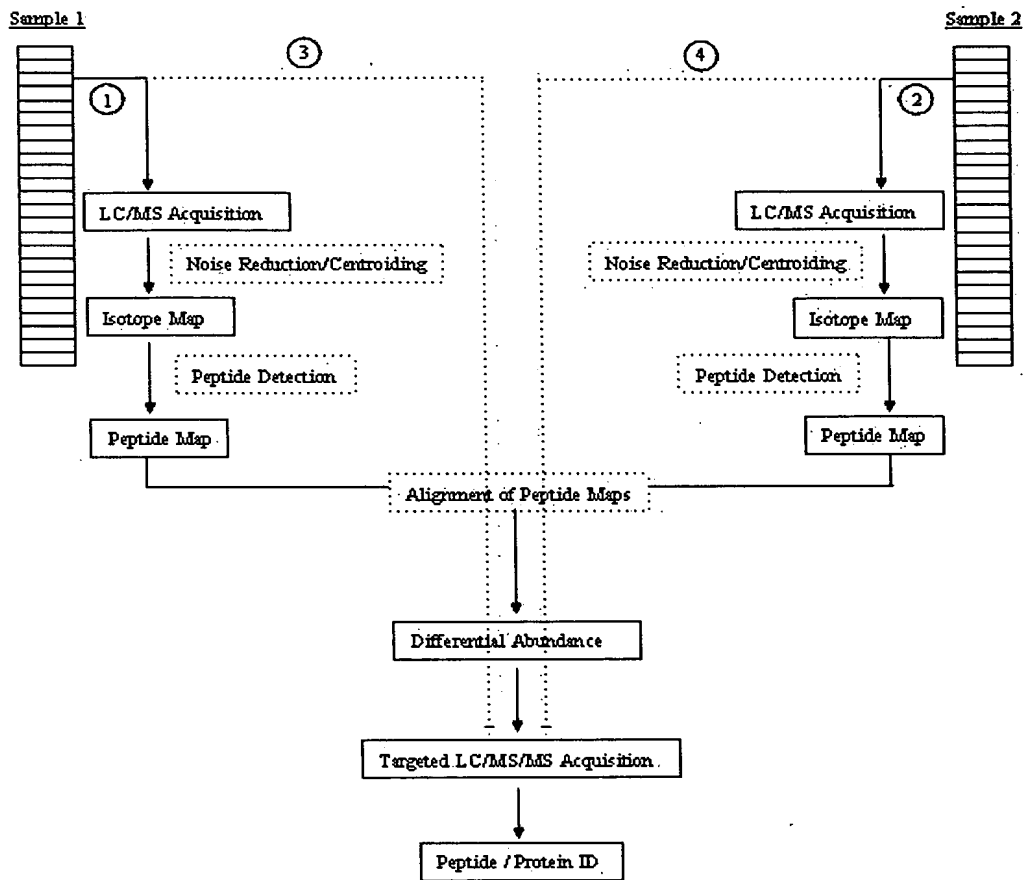 Sample 1
Sample 2
3
4
1
2
LC/MS Acquisition
LC/MS Acquisition
Noise Reduction/Centroiding
Noise Reduction/Centroiding
Isotope Map
Isotope Map
Peptide Detection
Peptide Detection
Peptide Map
Peptide Map
Alignment of Peptide Maps
Differential Abundance
Targeted LC/MS/MS Acquisition
Peptide / Protein ID